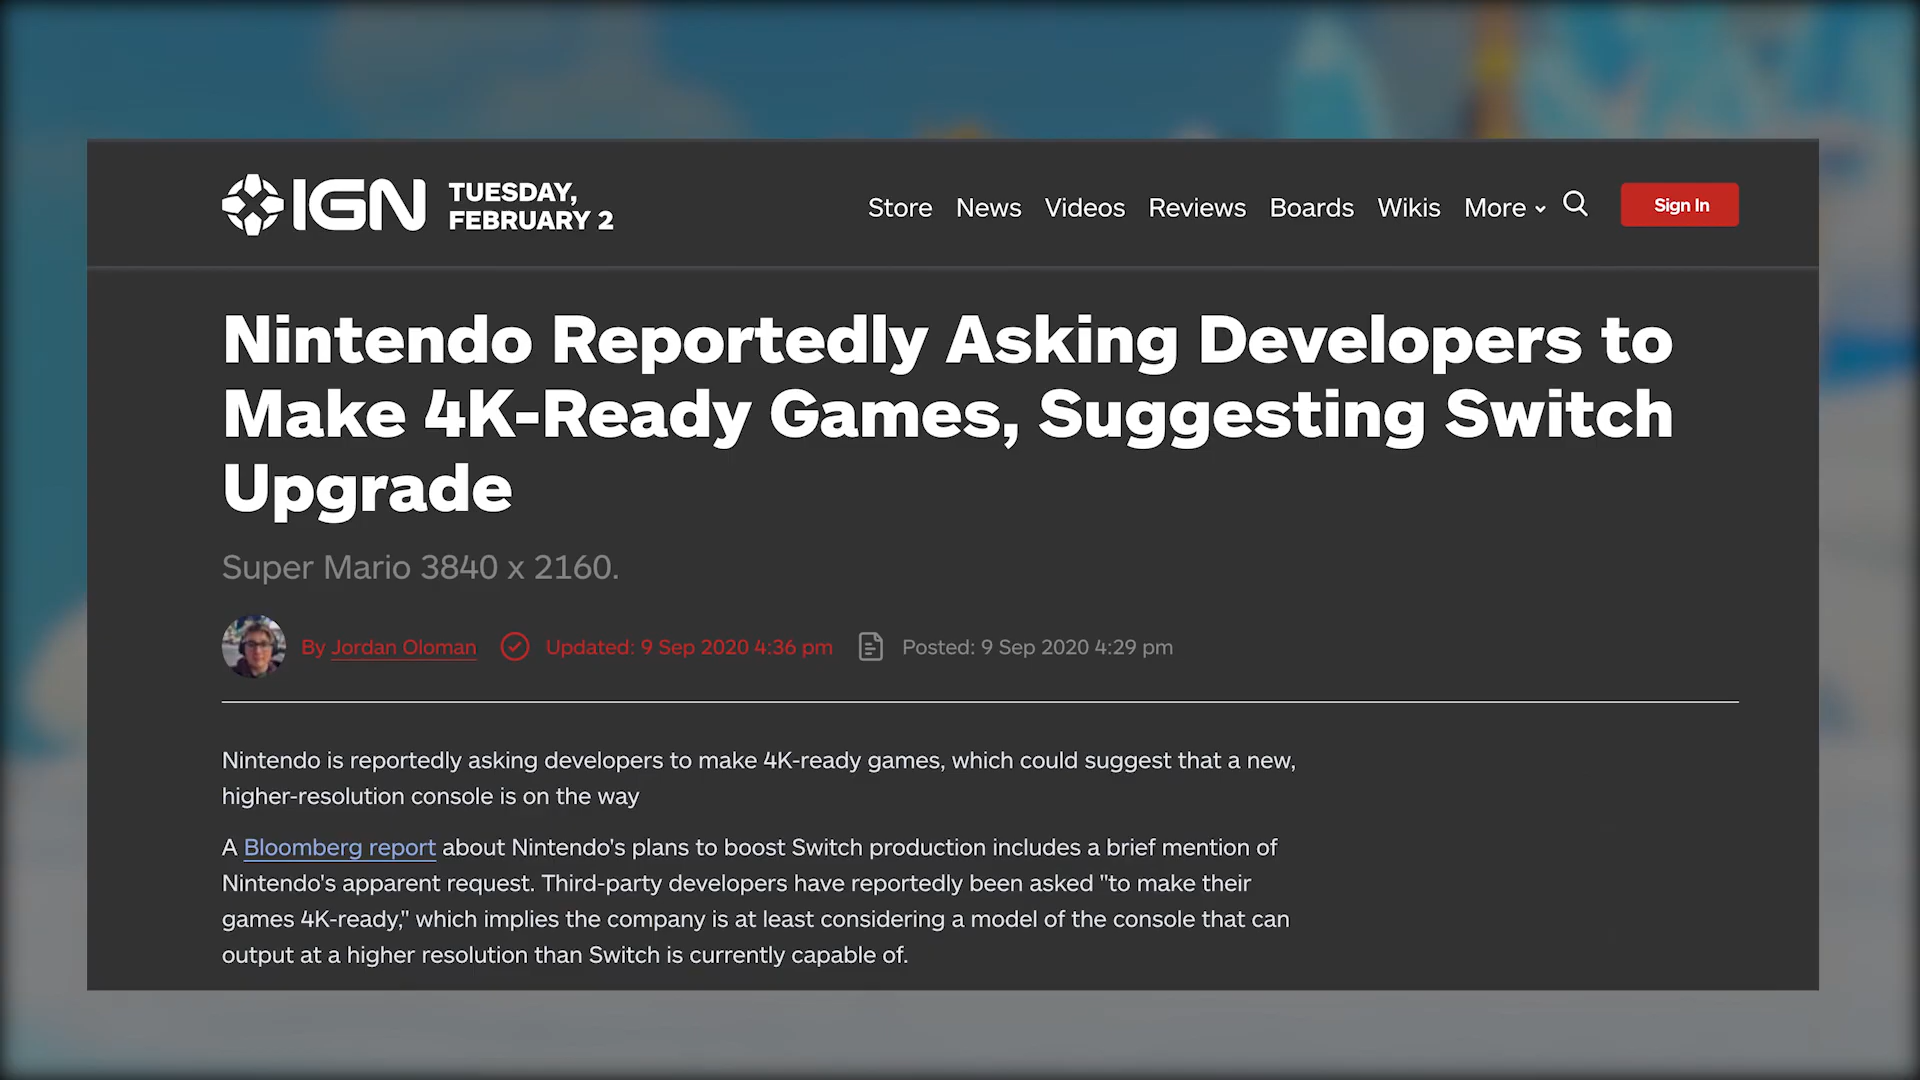 IGN
TUESDAY,
FEBRUARY 2
Store News Videos Reviews Boards Wikis More Sign In
Nintendo Reportedly Asking Developers to
Make 4K-Ready Games, Suggesting Switch
Upgrade
Super Mario 3840 x 2160.
By Jordan Oloman Updated: 9 Sep 2020 4:36 pm Posted: 9 Sep 2020 4:29 pm
Nintendo is reportedly asking developers to make 4K-ready games, which could suggest that a new,
higher-resolution console is on the way
A Bloomberg report about Nintendo's plans to boost Switch production includes a brief mention of
Nintendo's apparent request. Third-party developers have reportedly been asked "to make their
games 4K-ready," which implies the company is at least considering a model of the console that can
output at a higher resolution than Switch is currently capable of.